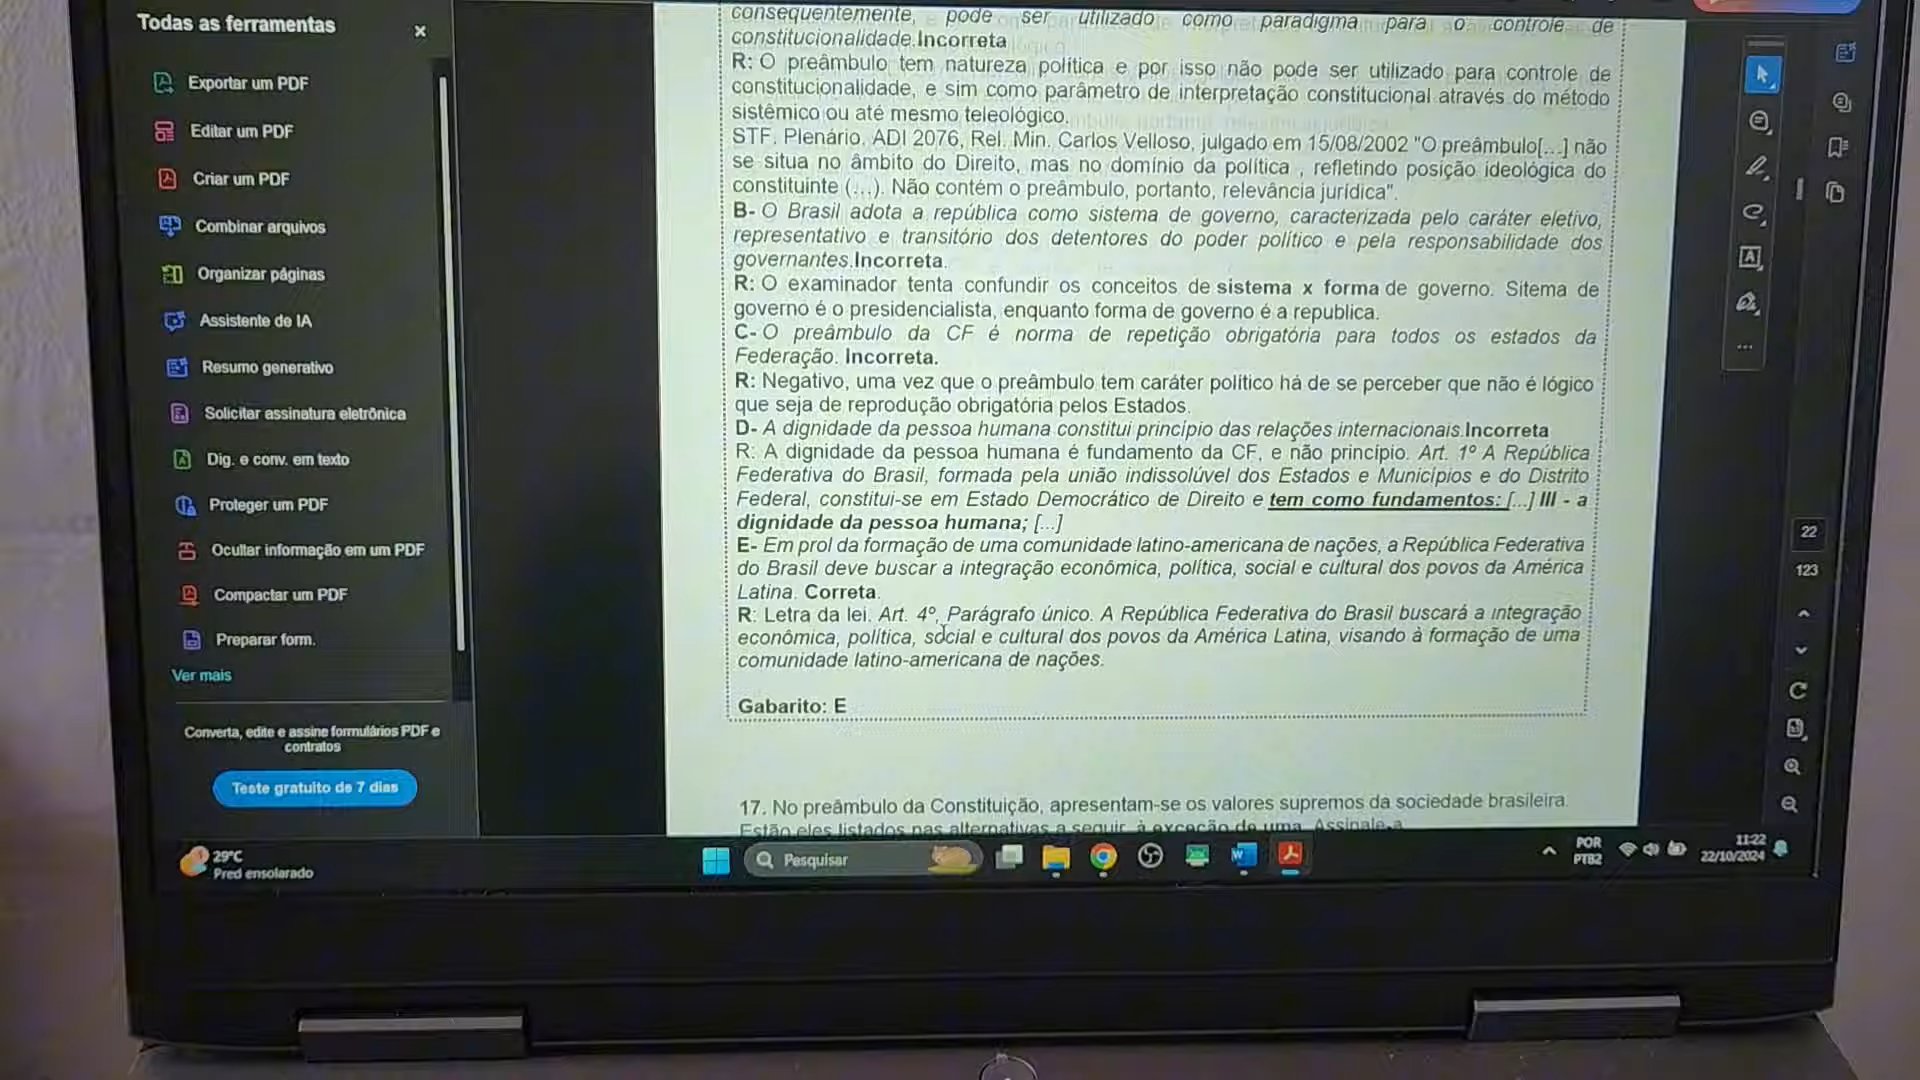 Todas as ferramentas
Exportar um PDF
Editar um PDF
Criar um PDF
Combinar arquivos
Organizar páginas
Assistente de IA
Resumo generativo
Solicitar assinatura eletrônica
Dig. e conv. em texto
Proteger um PDF
Ocultar informação em um PDF
Compactar um PDF
Preparar form.
Ver mais
Converta, edite e assine formulários PDF e
contratos
Teste gratuito de 7 dias
consequentemente, pode ser utilizado como paradigma para o controle de
constitucionalidade.Incorreta
R: O preâmbulo tem natureza política e por isso não pode ser utilizado para controle de
constitucionalidade, e sim como parâmetro de interpretação constitucional através do método
sistêmico ou até mesmo teleológico.
STF. Plenário. ADI 2076, Rel. Min. Carlos Velloso, julgado em 15/08/2002 "O preâmbulo[...] não
se situa no âmbito do Direito, mas no domínio da política , refletindo posição ideológica do
constituinte (...). Não contém o preâmbulo, portanto, relevância jurídica".
B- O Brasil adota a república como sistema de governo, caracterizada pelo caráter eletivo,
representativo e transitório dos detentores do poder político e pela responsabilidade dos
governantes.Incorreta.
R: O examinador tenta confundir os conceitos de sistema x forma de governo. Sitema de
governo é o presidencialista, enquanto forma de governo é a republica.
C- O preâmbulo da CF é norma de repetição obrigatória para todos os estados da
Federação. Incorreta.
R: Negativo, uma vez que o preâmbulo tem caráter político há de se perceber que não é lógico
que seja de reprodução obrigatória pelos Estados.
D- A dignidade da pessoa humana constitui princípio das relações internacionais.Incorreta
R: A dignidade da pessoa humana é fundamento da CF, e não princípio. Art. 1º A República
Federativa do Brasil, formada pela união indissolúvel dos Estados e Municípios e do Distrito
Federal, constitui-se em Estado Democrático de Direito e tem como fundamentos: [...] III - a
dignidade da pessoa humana; [...]
E- Em prol da formação de uma comunidade latino-americana de nações, a República Federativa
do Brasil deve buscar a integração econômica, política, social e cultural dos povos da América
Latina. Correta.
R: Letra da lei. Art. 4º, Parágrafo único. A República Federativa do Brasil buscará a integração
econômica, política, social e cultural dos povos da América Latina, visando à formação de uma
comunidade latino-americana de nações.
Gabarito: E
17. No preâmbulo da Constituição, apresentam-se os valores supremos da sociedade brasileira.
Estão eles listados nas alternativas a seguir, à exceção de uma. Assinale-a
22
123
29°C
Pred ensolarado
Pesquisar
POR
PTB2
11:22
22/10/2024